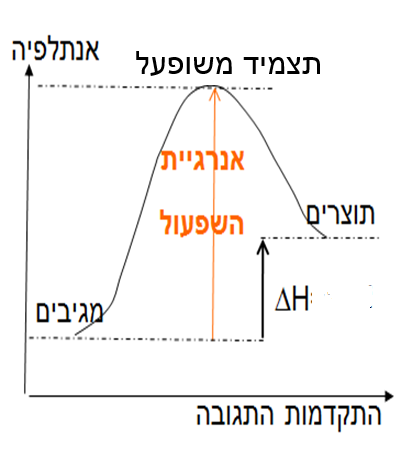 אנתלפיה
תצמיד משופעל
אנרגיית
השפעול
תוצרים
ΔH=
מגיבים
התקדמות התגובה